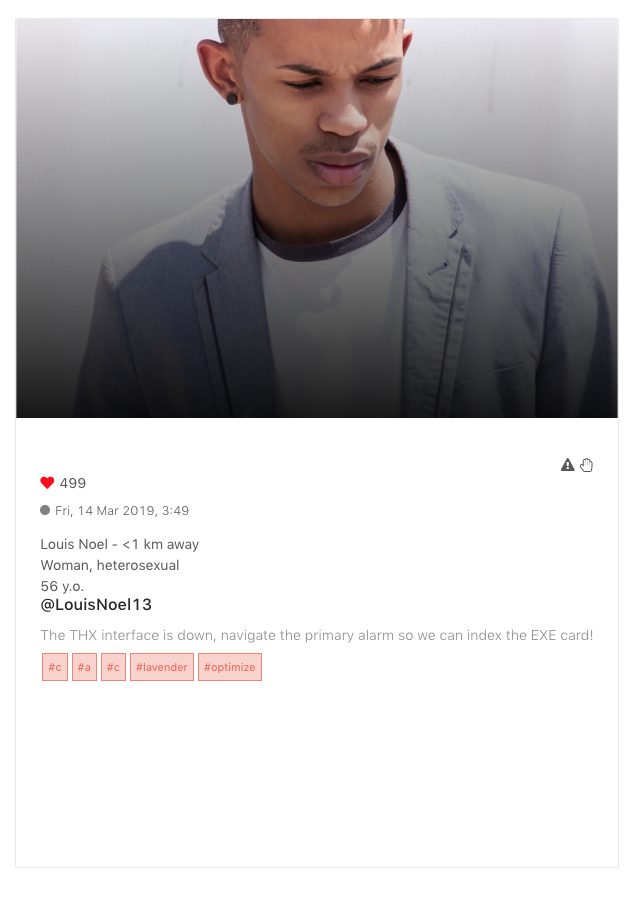 499
Fri, 14 Mar 2019, 3:49
Louis Noel - <1 km away
Woman, heterosexual
56 y.o.
@LouisNoel13
The THX interface is down, navigate the primary alarm so we can index the EXE card!
#c #a #c #lavender #optimize